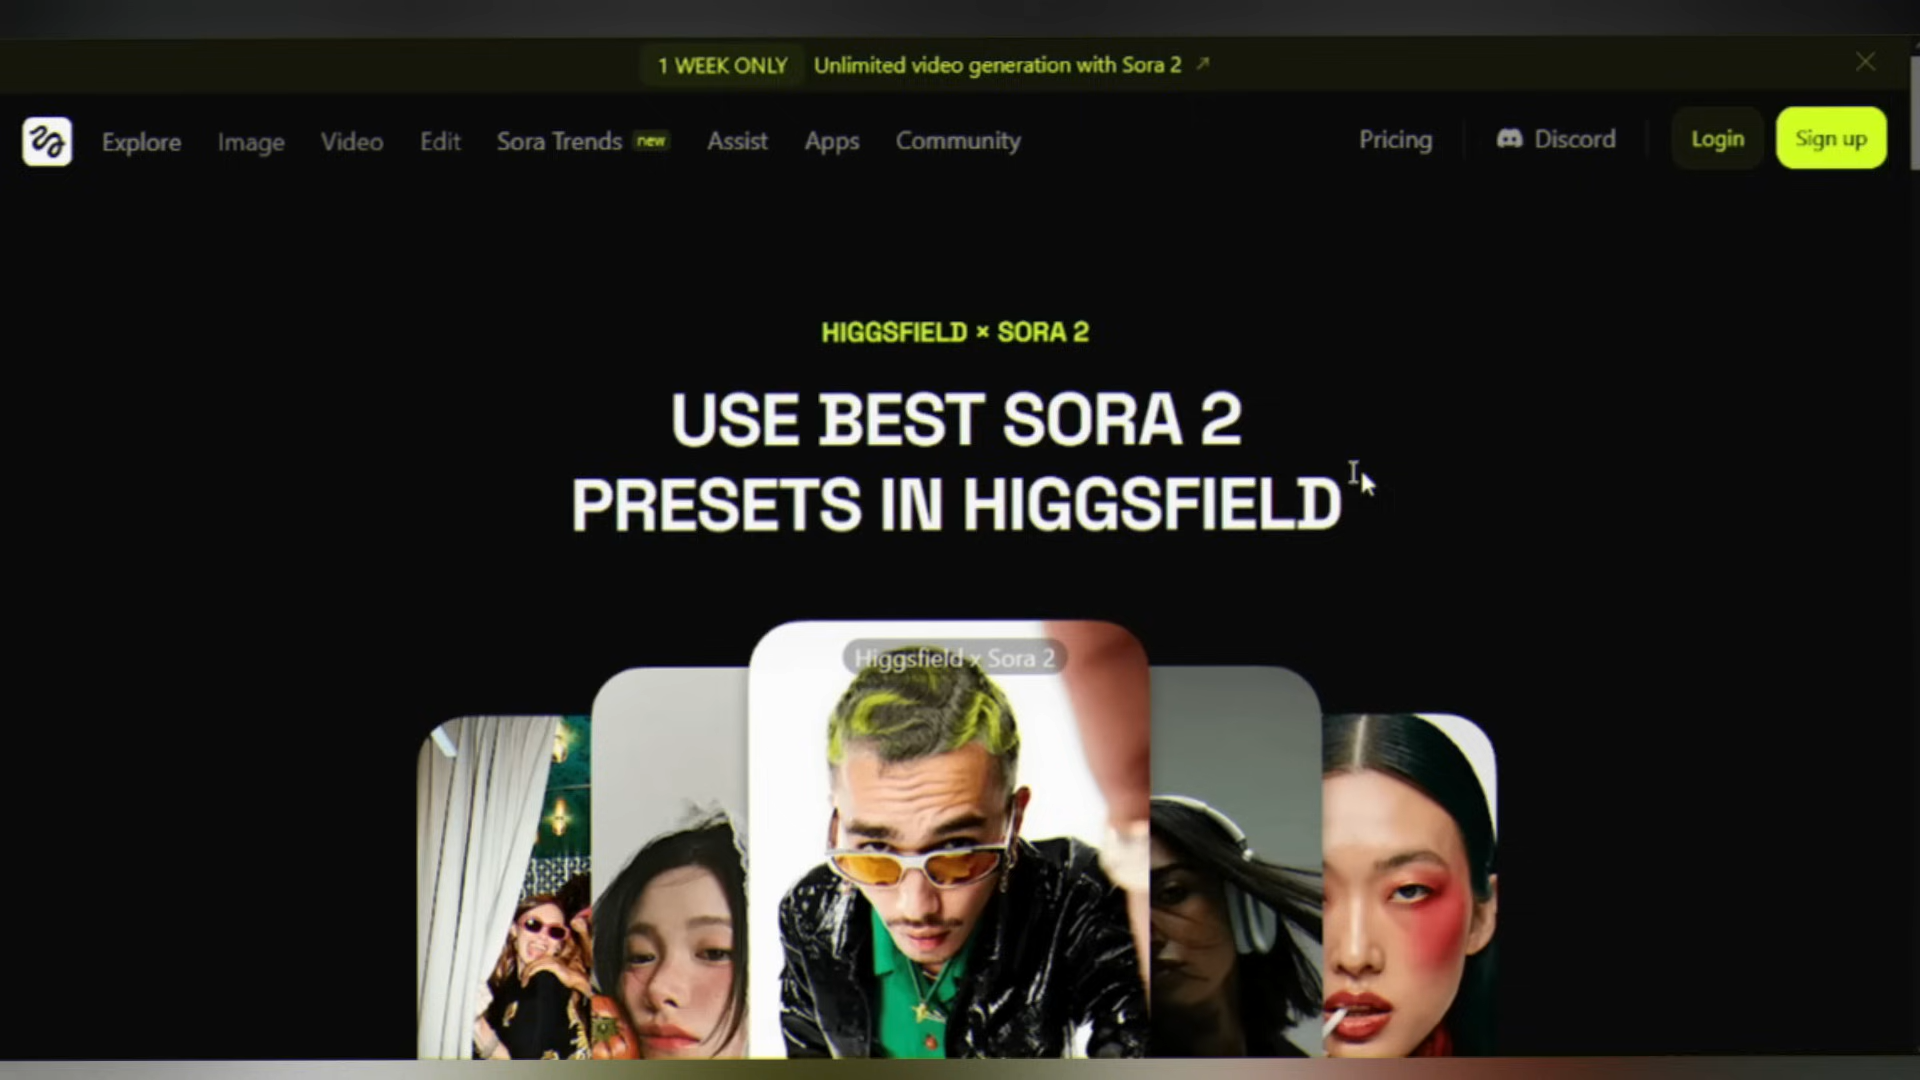 1 WEEK ONLY Unlimited video generation with Sora 2
Explore Image Video Edit Sora Trends new Assist Apps Community Pricing Discord Login Sign up
HIGGSFIELD × SORA 2
USE BEST SORA 2
PRESETS IN HIGGSFIELD
Higgsfield x Sora 2